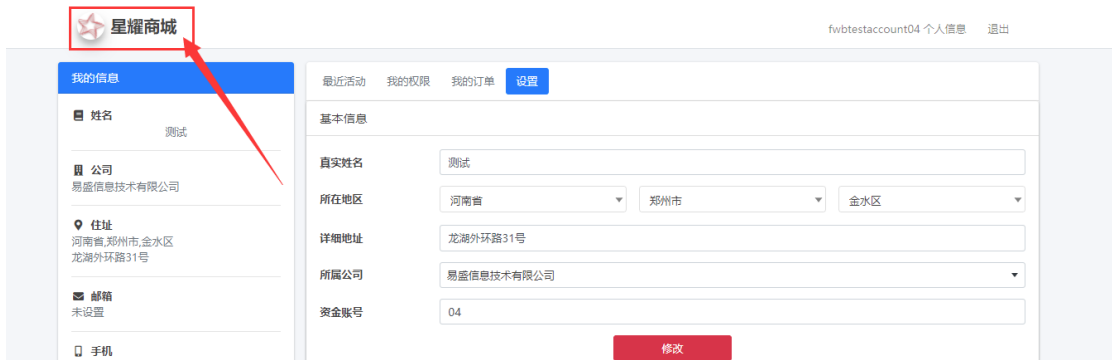 星耀商城
fwbtestaccount04 个人信息 退出
我的信息
姓名
测试
公司
易盛信息技术有限公司
住址
河南省,郑州市,金水区
龙湖外环路31号
邮箱
未设置
手机
最近活动 我的权限 我的订单 设置
基本信息
真实姓名 测试
所在地区 河南省 郑州市 金水区
详细地址 龙湖外环路31号
所属公司 易盛信息技术有限公司
资金账号 04
修改